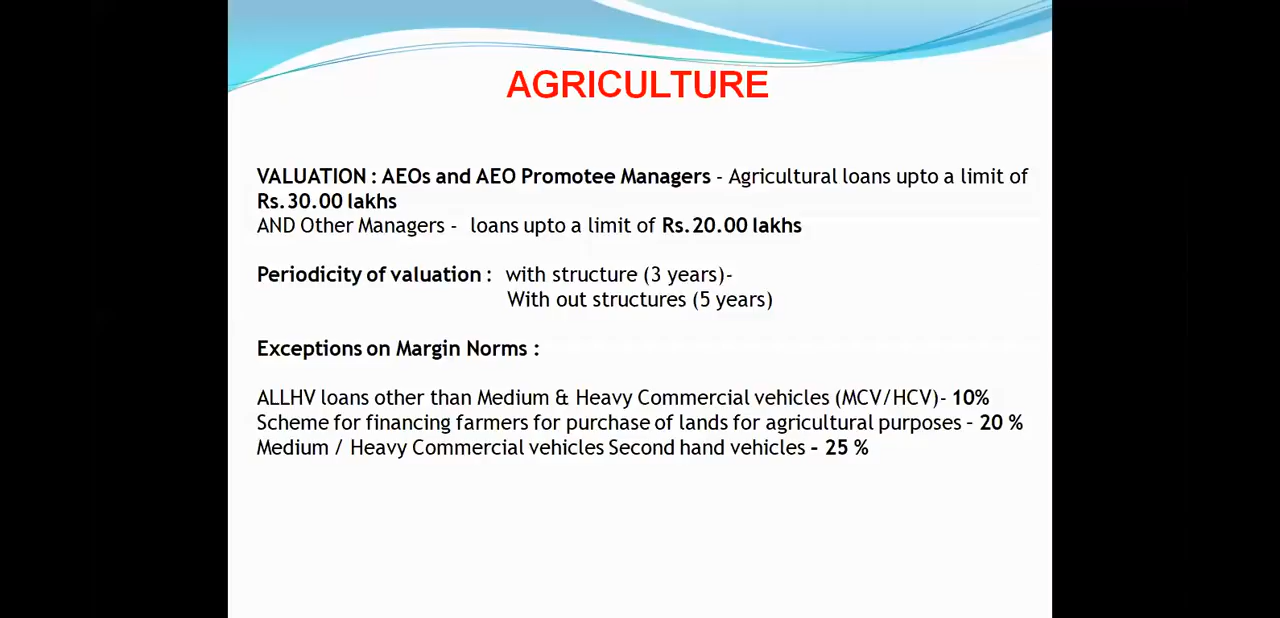 AGRICULTURE
VALUATION : AEOs and AEO Promotee Managers - Agricultural loans upto a limit of
Rs.30.00 lakhs
AND Other Managers - loans upto a limit of Rs.20.00 lakhs
Periodicity of valuation : with structure (3 years)-
With out structures (5 years)
Exceptions on Margin Norms :
ALLHV loans other than Medium & Heavy Commercial vehicles (MCV/HCV)- 10%
Scheme for financing farmers for purchase of lands for agricultural purposes - 20 %
Medium / Heavy Commercial vehicles Second hand vehicles - 25 %